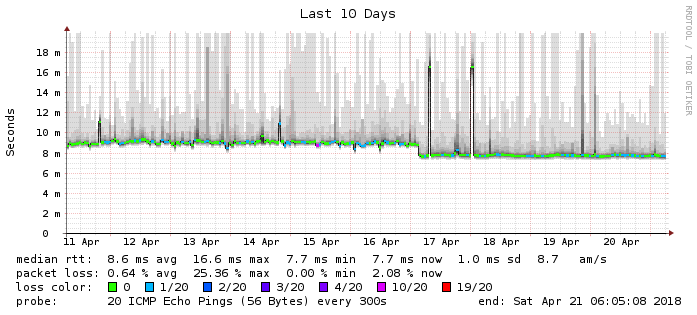 Last 10 Days
RRDTOOL / TOBI OETIKER
Seconds
18 m
16 m
14 m
12 m
10 m
8 m
6 m
4 m
2 m
0
11 Apr 12 Apr 13 Apr 14 Apr 15 Apr 16 Apr 17 Apr 18 Apr 19 Apr 20 Apr
median rtt: 8.6 ms avg 16.6 ms max 7.7 ms min 7.7 ms now 1.0 ms sd 8.7 am/s
packet loss: 0.64 % avg 25.36 % max 0.00 % min 2.08 % now
loss color: 0 1/20 2/20 3/20 4/20 10/20 19/20
probe: 20 ICMP Echo Pings (56 Bytes) every 300s end: Sat Apr 21 06:05:08 2018